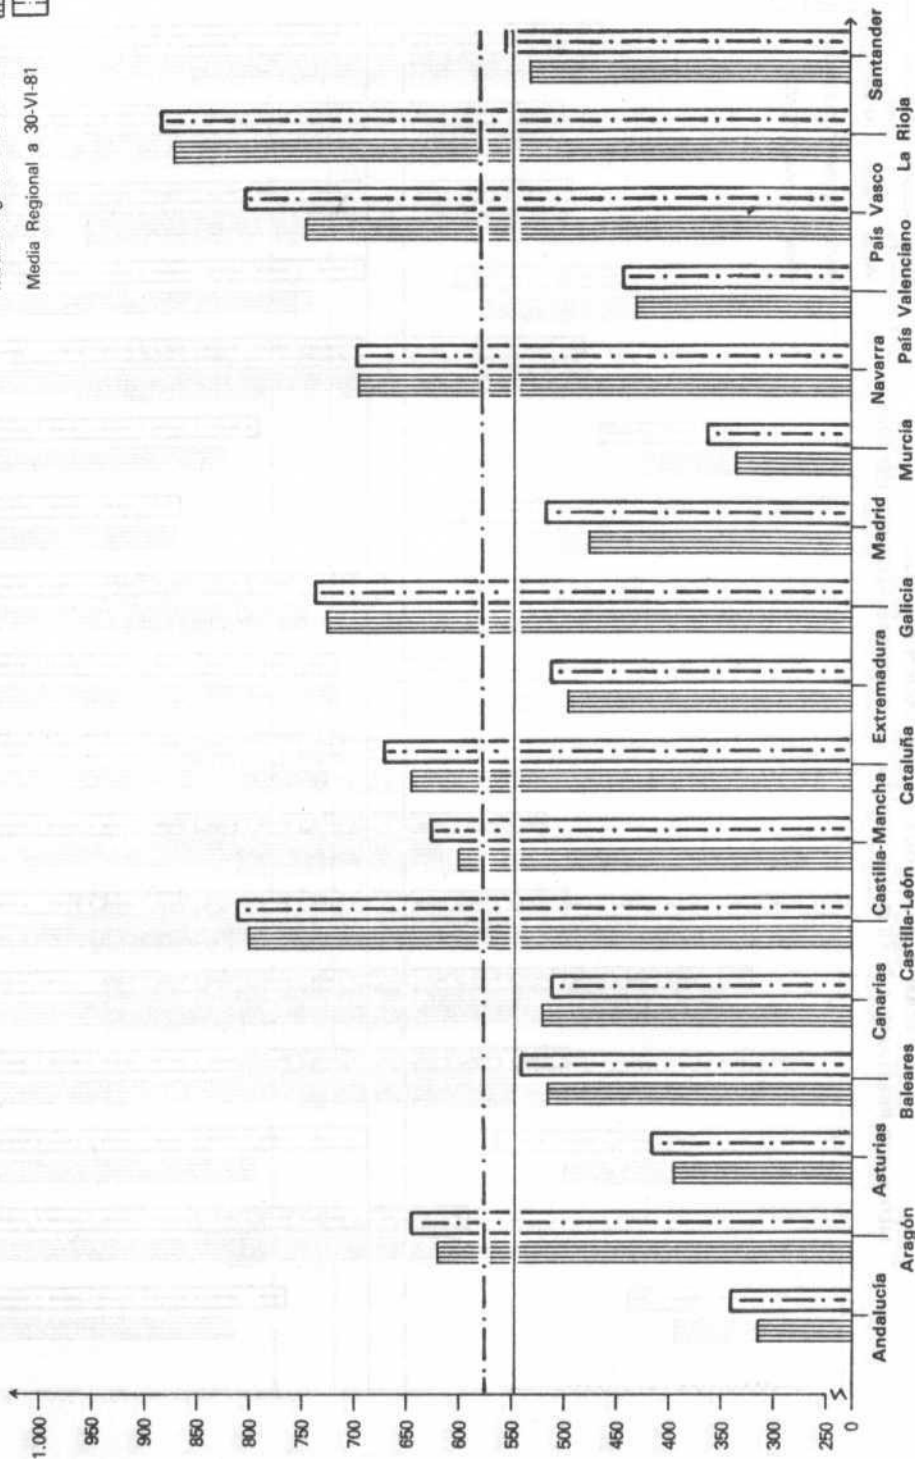 Media Regional a 30-VI-81
1.000
950
900
850
800
750
700
650
600
550
500
450
400
350
300
250
0
Andalucía
Aragón
Asturias
Baleares
Canarias
Castilla-León
Castilla-Mancha
Cataluña
Extremadura
Galicia
Madrid
Murcia
Navarra
País Valenciano
País Vasco
La Rioja
Santander